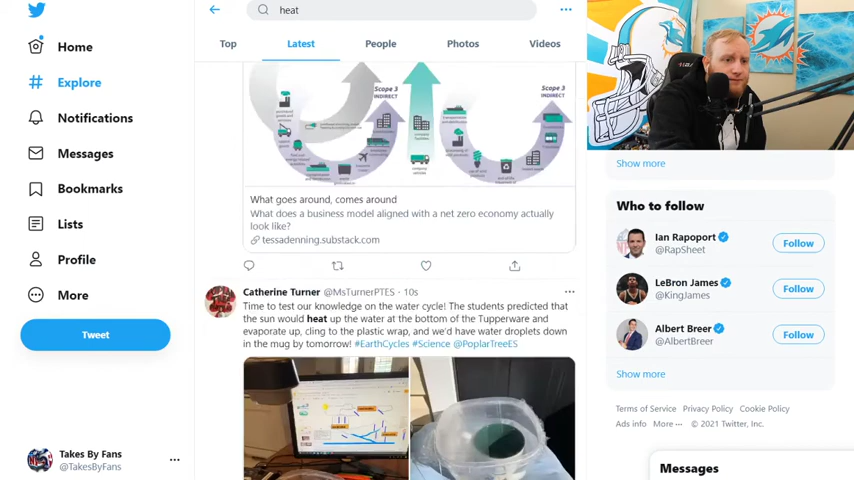 heat
Top
Latest
People
Photos
Videos
Home
Explore
Notifications
Messages
Bookmarks
Lists
Profile
More
Tweet
Takes By Fans
@TakesByFans
Scope 3
INDIRECT
Scope 3
INDIRECT
What goes around, comes around
What does a business model aligned with a net zero economy actually
look like?
tessadenning.substack.com
Catherine Turner @MsTurnerPTES · 10s
Time to test our knowledge on the water cycle! The students predicted that
the sun would heat up the water at the bottom of the Tupperware and
evaporate up, cling to the plastic wrap, and we'd have water droplets down
in the mug by tomorrow! #EarthCycles #Science @PoplarTreeES
Show more
Who to follow
Ian Rapoport
@RapSheet
Follow
LeBron James
@KingJames
Follow
Albert Breer
@AlbertBreer
Follow
Show more
Terms of Service Privacy Policy Cookie Policy
Ads info More ··· © 2021 Twitter, Inc.
Messages